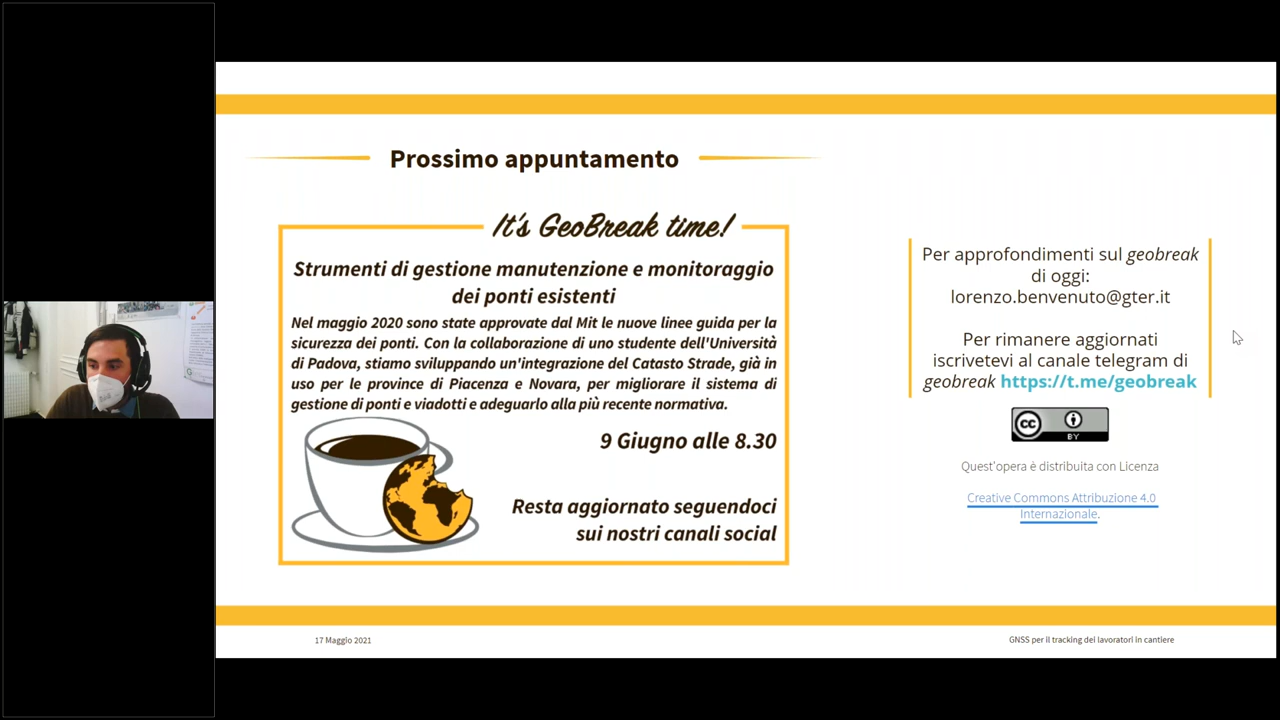 Prossimo appuntamento
It's GeoBreak time!
Strumenti di gestione manutenzione e monitoraggio
dei ponti esistenti
Nel maggio 2020 sono state approvate dal Mit le nuove linee guida per la
sicurezza dei ponti. Con la collaborazione di uno studente dell'Università
di Padova, stiamo sviluppando un'integrazione del Catasto Strade, già in
uso per le province di Piacenza e Novara, per migliorare il sistema di
gestione di ponti e viadotti e adeguarlo alla più recente normativa.
9 Giugno alle 8.30
Resta aggiornato seguendoci
sui nostri canali social
Per approfondimenti sul geobreak
di oggi:
lorenzo.benvenuto@gter.it
Per rimanere aggiornati
iscrivetevi al canale telegram di
geobreak https://t.me/geobreak
cc
BY
Quest'opera è distribuita con Licenza
Creative Commons Attribuzione 4.0
Internazionale.
17 Maggio 2021
GNSS per il tracking dei lavoratori in cantiere